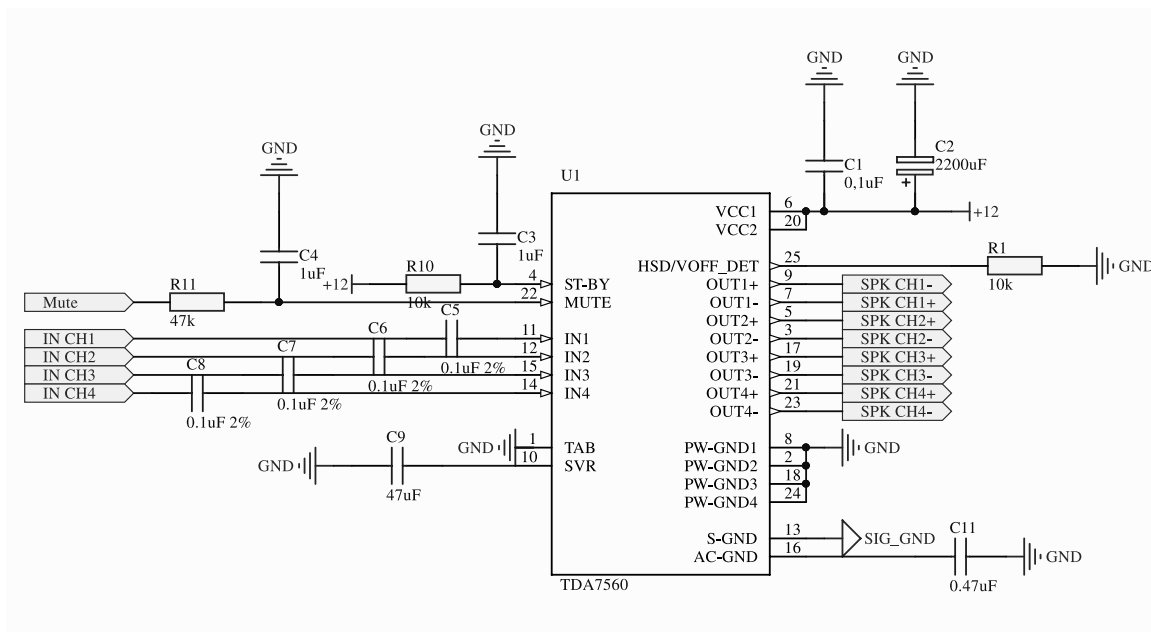 GND
GND
C1
0,1uF
C2
2200uF
+
+12
GND
GND
C4
1uF
C3
1uF
U1
R11
47k
Mute
+12
R10
10k
4
ST-BY
22
MUTE
IN CH1
IN CH2
IN CH3
IN CH4
C8
0.1uF 2%
C7
0.1uF 2%
C6
0.1uF 2%
C5
0.1uF 2%
11
IN1
12
IN2
15
IN3
14
IN4
GND
1
TAB
10
SVR
GND
C9
47uF
VCC1
6
VCC2
20
HSD/VOFF_DET
25
R1
10k
GND
OUT1+
9
SPK CH1-
OUT1-
7
SPK CH1+
OUT2+
5
SPK CH2+
OUT2-
3
SPK CH2-
OUT3+
17
SPK CH3+
OUT3-
19
SPK CH3-
OUT4+
21
SPK CH4+
OUT4-
23
SPK CH4-
PW-GND1
8
GND
PW-GND2
2
PW-GND3
18
PW-GND4
24
S-GND
13
SIG_GND
AC-GND
16
C11
0.47uF
GND
TDA7560